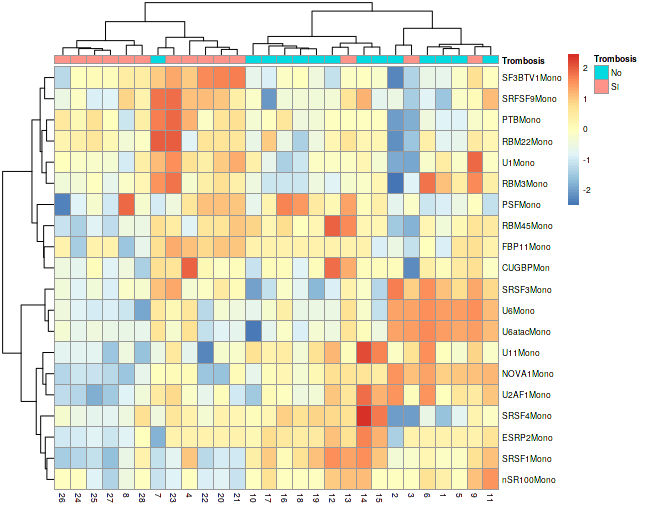 Trombosis
SF3BTV1Mono
SRFSF9Mono
PTBMono
RBM22Mono
U1Mono
RBM3Mono
PSFMono
RBM45Mono
FBP11Mono
CUGBPMon
SRSF3Mono
U6Mono
U6atacMono
U11Mono
NOVA1Mono
U2AF1Mono
SRSF4Mono
ESRP2Mono
SRSF1Mono
nSR100Mono
26 24 25 27 8 28 7 23 4 22 20 21 10 17 16 18 19 12 13 14 15 2 3 6 1 5 9 11
2
1
0
-1
-2
Trombosis
No
SI